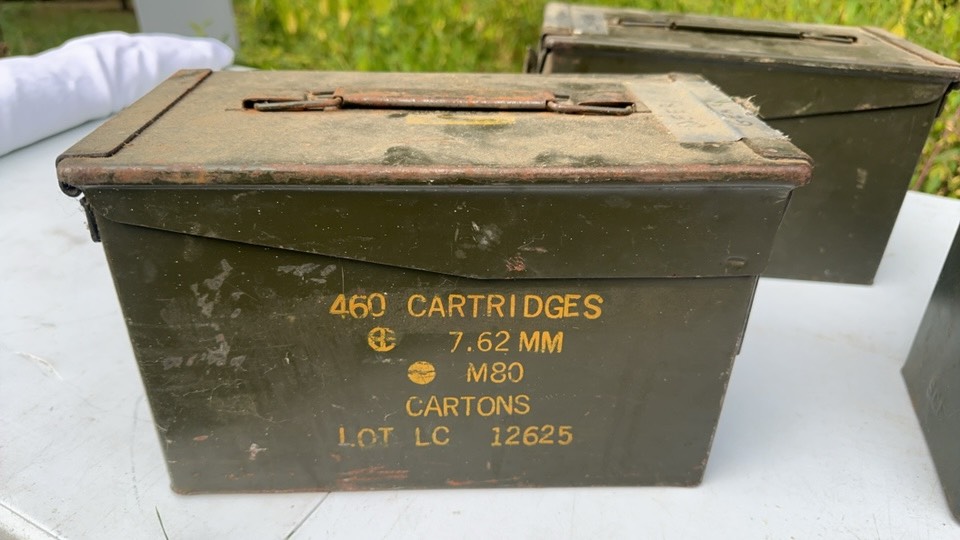 460 CARTRIDGES
7.62 MM
M80
CARTONS
LOT LC 12625